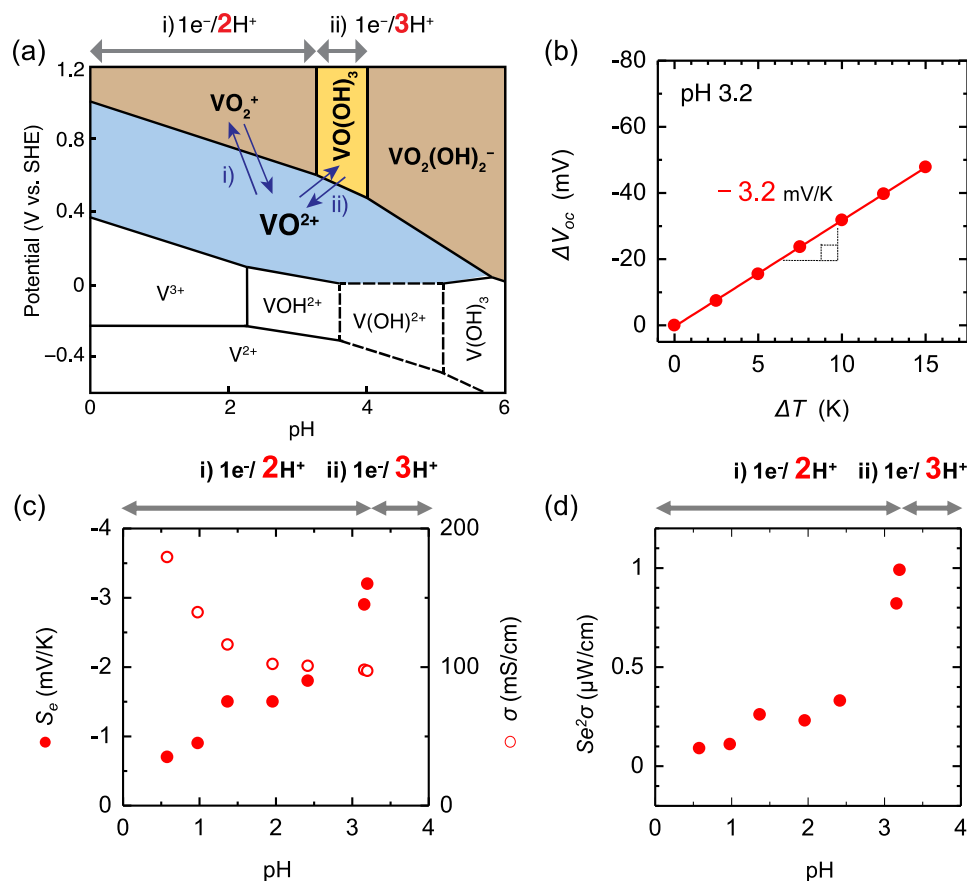 i) 1e⁻/2H⁺ ii) 1e⁻/3H⁺
(a)
Potential (V vs. SHE)
1.2
0.8
0.4
0
−0.4
VO₂⁺
VO(OH)₃
VO₂(OH)₂⁻
i)
ii)
VO²⁺
V³⁺
VOH²⁺
V(OH)²⁺
V(OH)₃
V²⁺
0 2 4 6
pH
(b)
ΔV_oc (mV)
-80
-60
-40
-20
0
pH 3.2
− 3.2 mV/K
0 5 10 15
ΔT (K)
i) 1e⁻/ 2H⁺ ii) 1e⁻/ 3H⁺
(c)
S_e (mV/K)
-4
-3
-2
-1
0
200
100
0
σ (mS/cm)
0 1 2 3 4
pH
i) 1e⁻/ 2H⁺ ii) 1e⁻/ 3H⁺
(d)
Se²σ (μW/cm)
1
0.5
0
0 1 2 3 4
pH